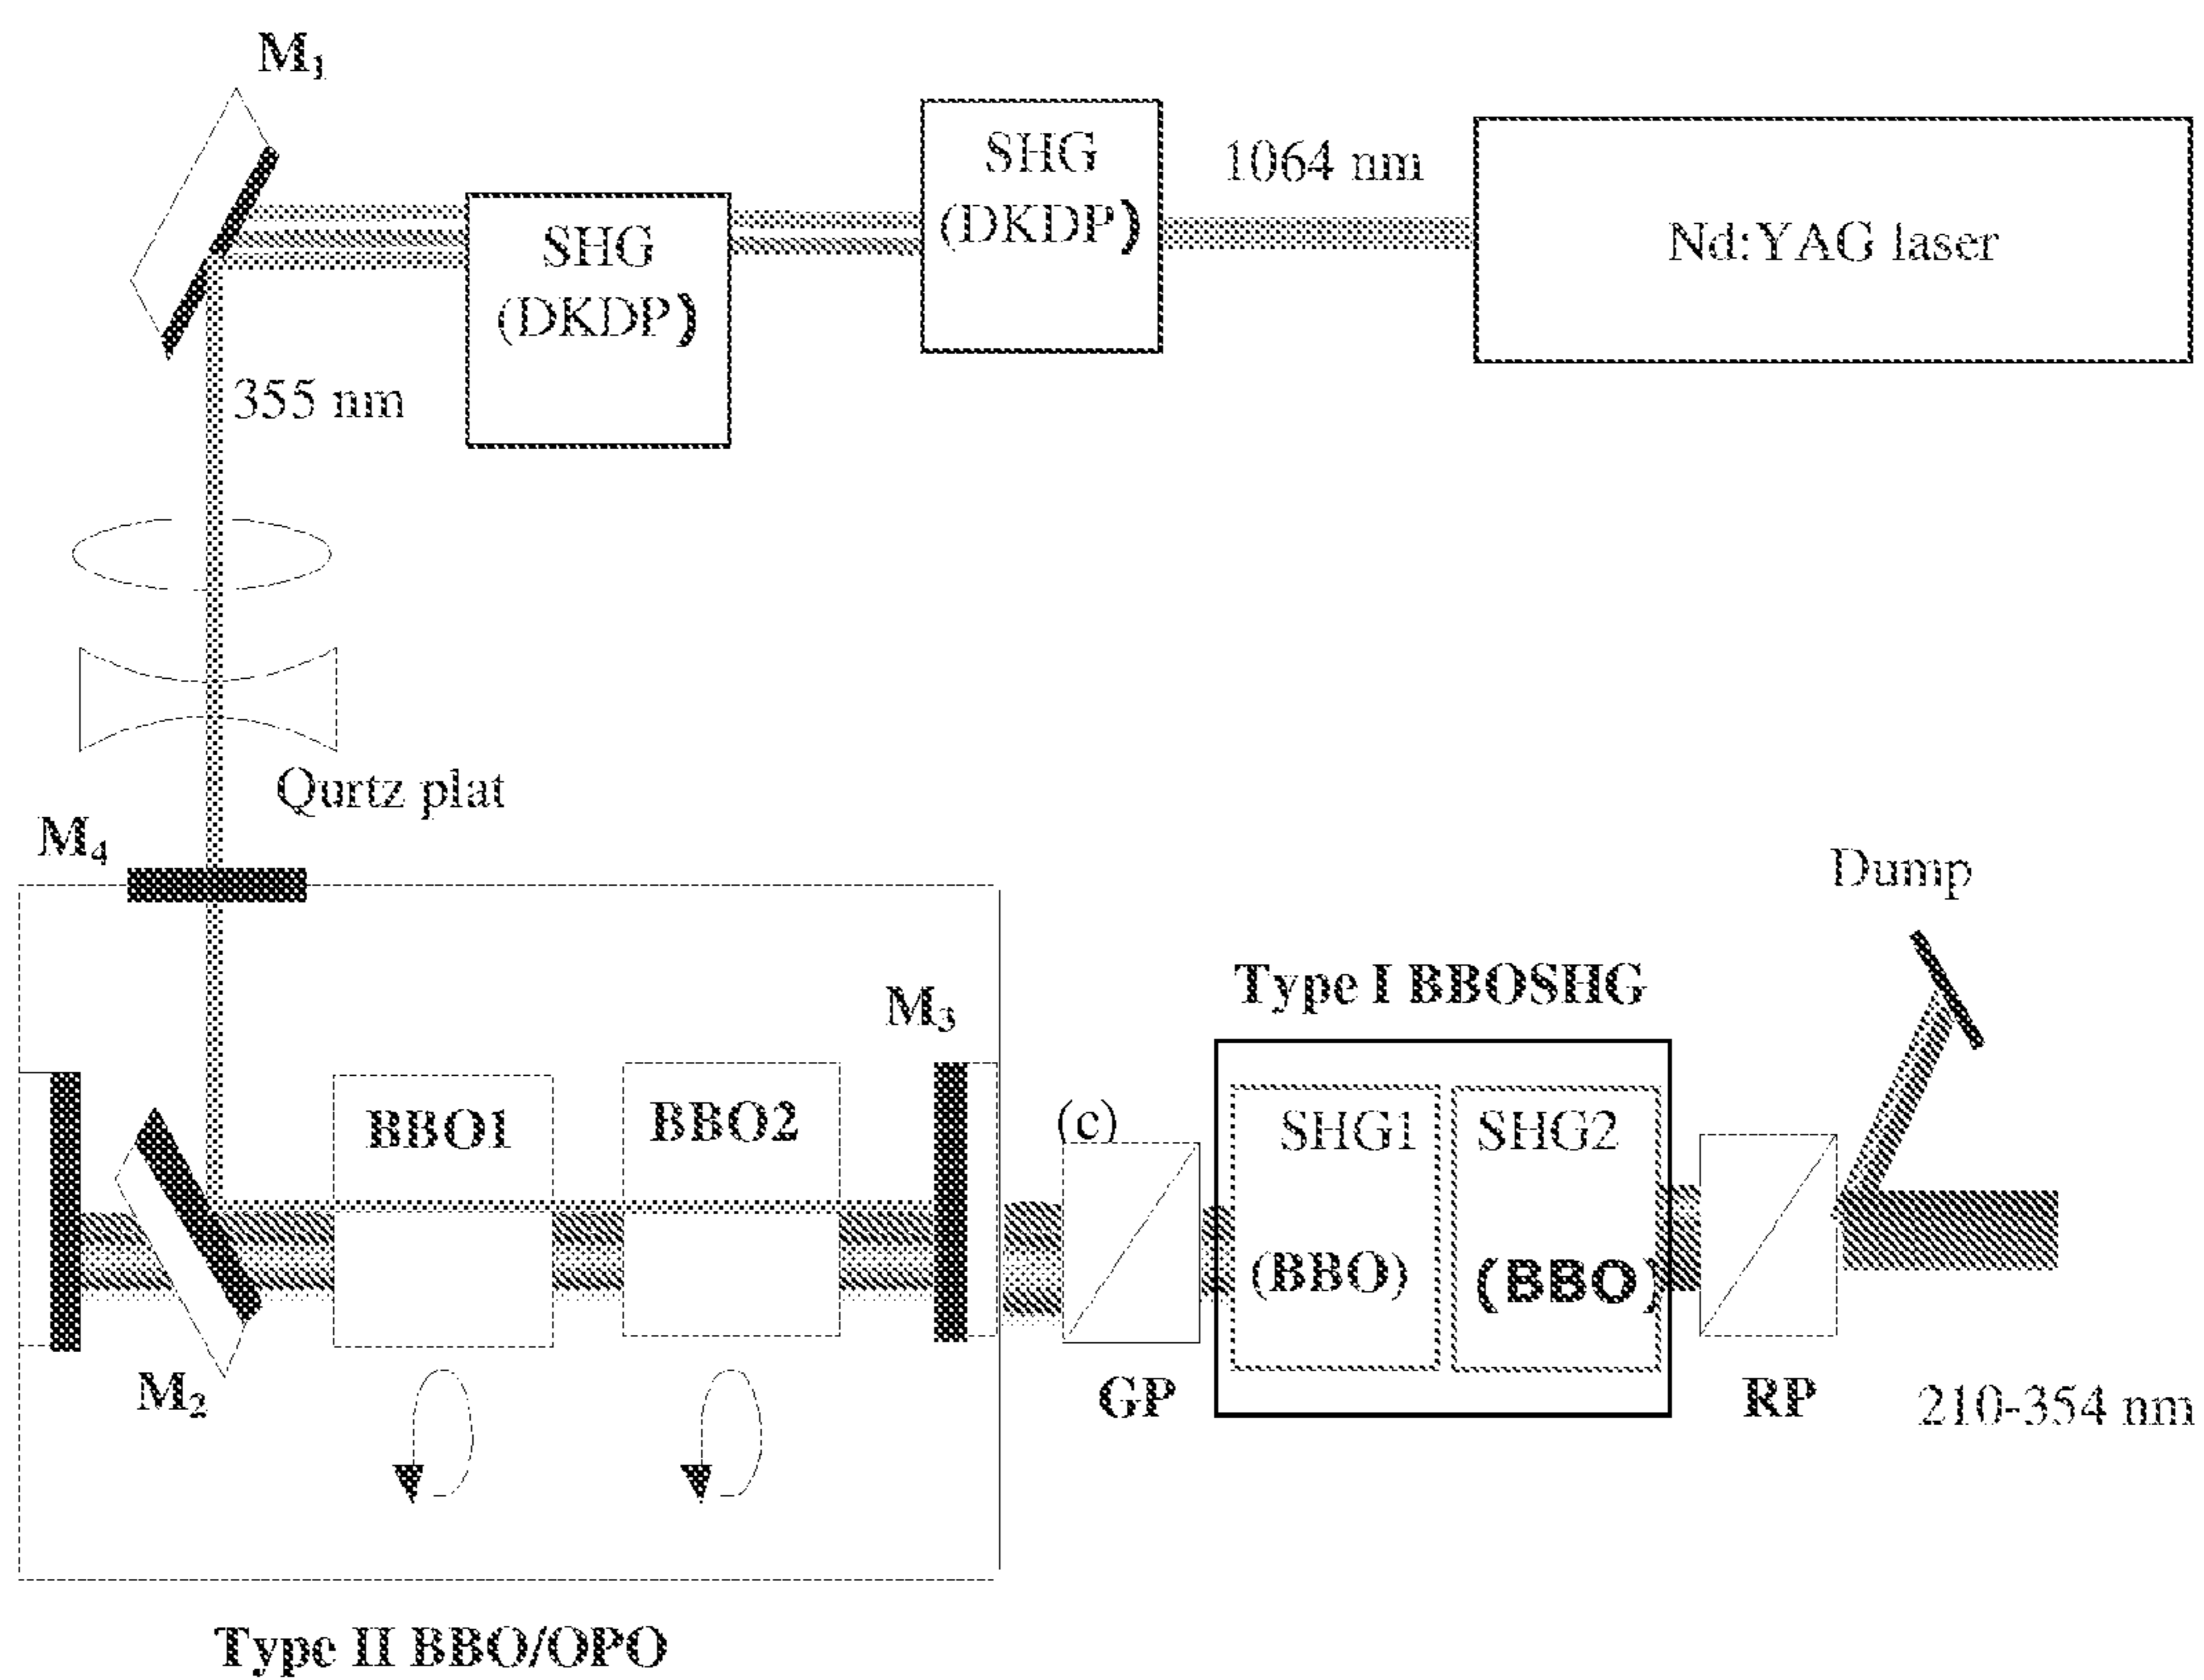 M₁
SHG
(DKDP)
1064 nm
Nd:YAG laser
SHG
(DKDP)
355 nm
Qurtz plat
M₄
Dump
Type I BBOSHG
M₃
BBO1
BBO2
(c)
SHG1
SHG2
(BBO)
(BBO)
M₂
GP
RP
210-354 nm
Type II BBO/OPO